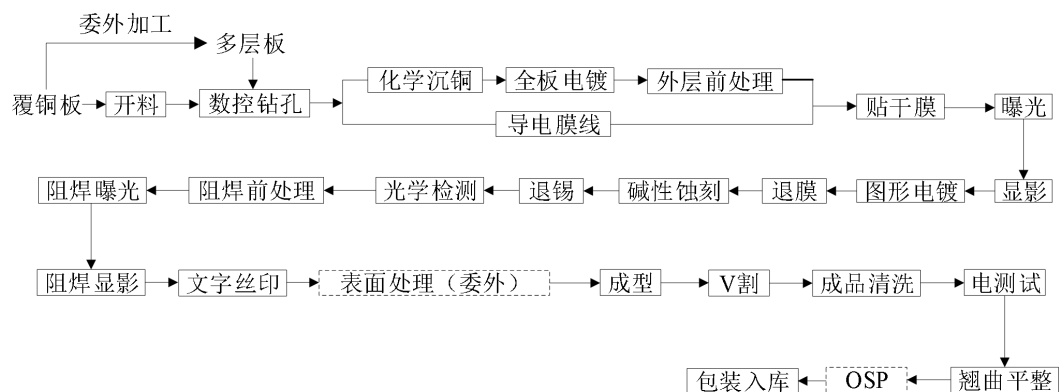 委外加工
多层板
覆铜板
开料
数控钻孔
化学沉铜
全板电镀
外层前处理
导电膜线
贴干膜
曝光
阻焊曝光
阻焊前处理
光学检测
退锡
碱性蚀刻
退膜
图形电镀
显影
阻焊显影
文字丝印
表面处理（委外）
成型
V割
成品清洗
电测试
包装入库
OSP
翘曲平整